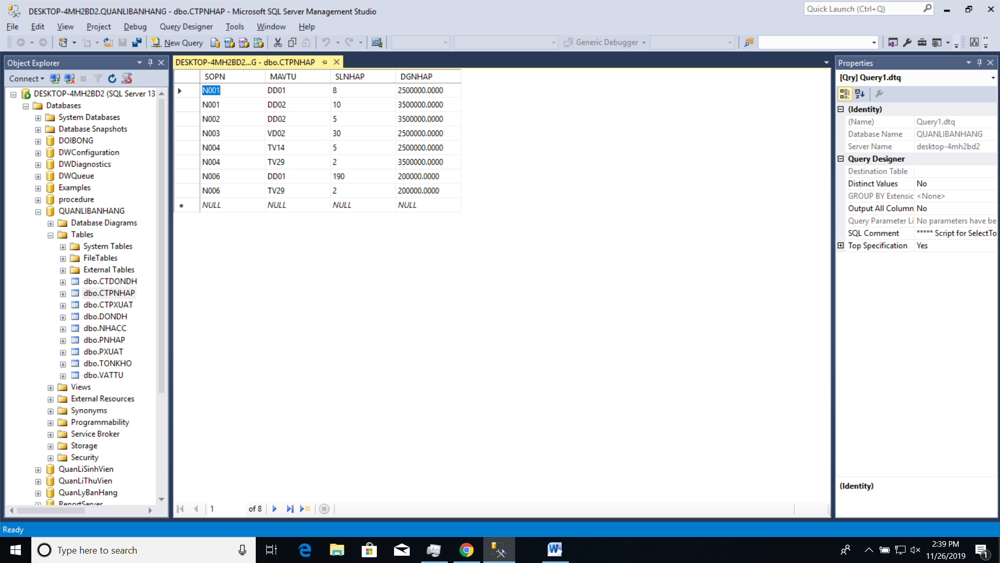 DESKTOP-4MH2BD2.QUANLIBANHANG - dbo.CTPNHAP - Microsoft SQL Server Management Studio
Quick Launch (Ctrl+Q)
File Edit View Project Debug Query Designer Tools Window Help
New Query
Generic Debugger
Object Explorer
Connect
DESKTOP-4MH2BD2 (SQL Server 13
Databases
System Databases
Database Snapshots
DOIBONG
DWConfiguration
DWDiagnostics
DWQueue
Examples
procedure
QUANLIBANHANG
Database Diagrams
Tables
System Tables
FileTables
External Tables
dbo.CTDONDH
dbo.CTPNHAP
dbo.CTPXUAT
dbo.DONDH
dbo.NHACC
dbo.PNHAP
dbo.PXUAT
dbo.TONKHO
dbo.VATTU
Views
External Resources
Synonyms
Programmability
Service Broker
Storage
Security
QuanLiSinhVien
QuanLiThuVien
QuanLyBanHang
ReportServer
DESKTOP-4MH2BD2...G - dbo.CTPNHAP
SOPN MAVTU SLNHAP DGNHAP
N001 DD01 8 2500000.0000
N001 DD02 10 3500000.0000
N002 DD02 5 3500000.0000
N003 VD02 30 2500000.0000
N004 TV14 5 2500000.0000
N004 TV29 2 3500000.0000
N006 DD01 190 200000.0000
N006 TV29 2 200000.0000
NULL NULL NULL NULL
1 of 8
Properties
[Qry] Query1.dtq
(Identity)
(Name) Query1.dtq
Database Name QUANLIBANHANG
Server Name desktop-4mh2bd2
Query Designer
Destination Table
Distinct Values No
GROUP BY Extensic <None>
Output All Column No
Query Parameter Li No parameters have be
SQL Comment ***** Script for SelectTo
Top Specification Yes
(Identity)
Ready
Type here to search
2:39 PM
11/26/2019
1